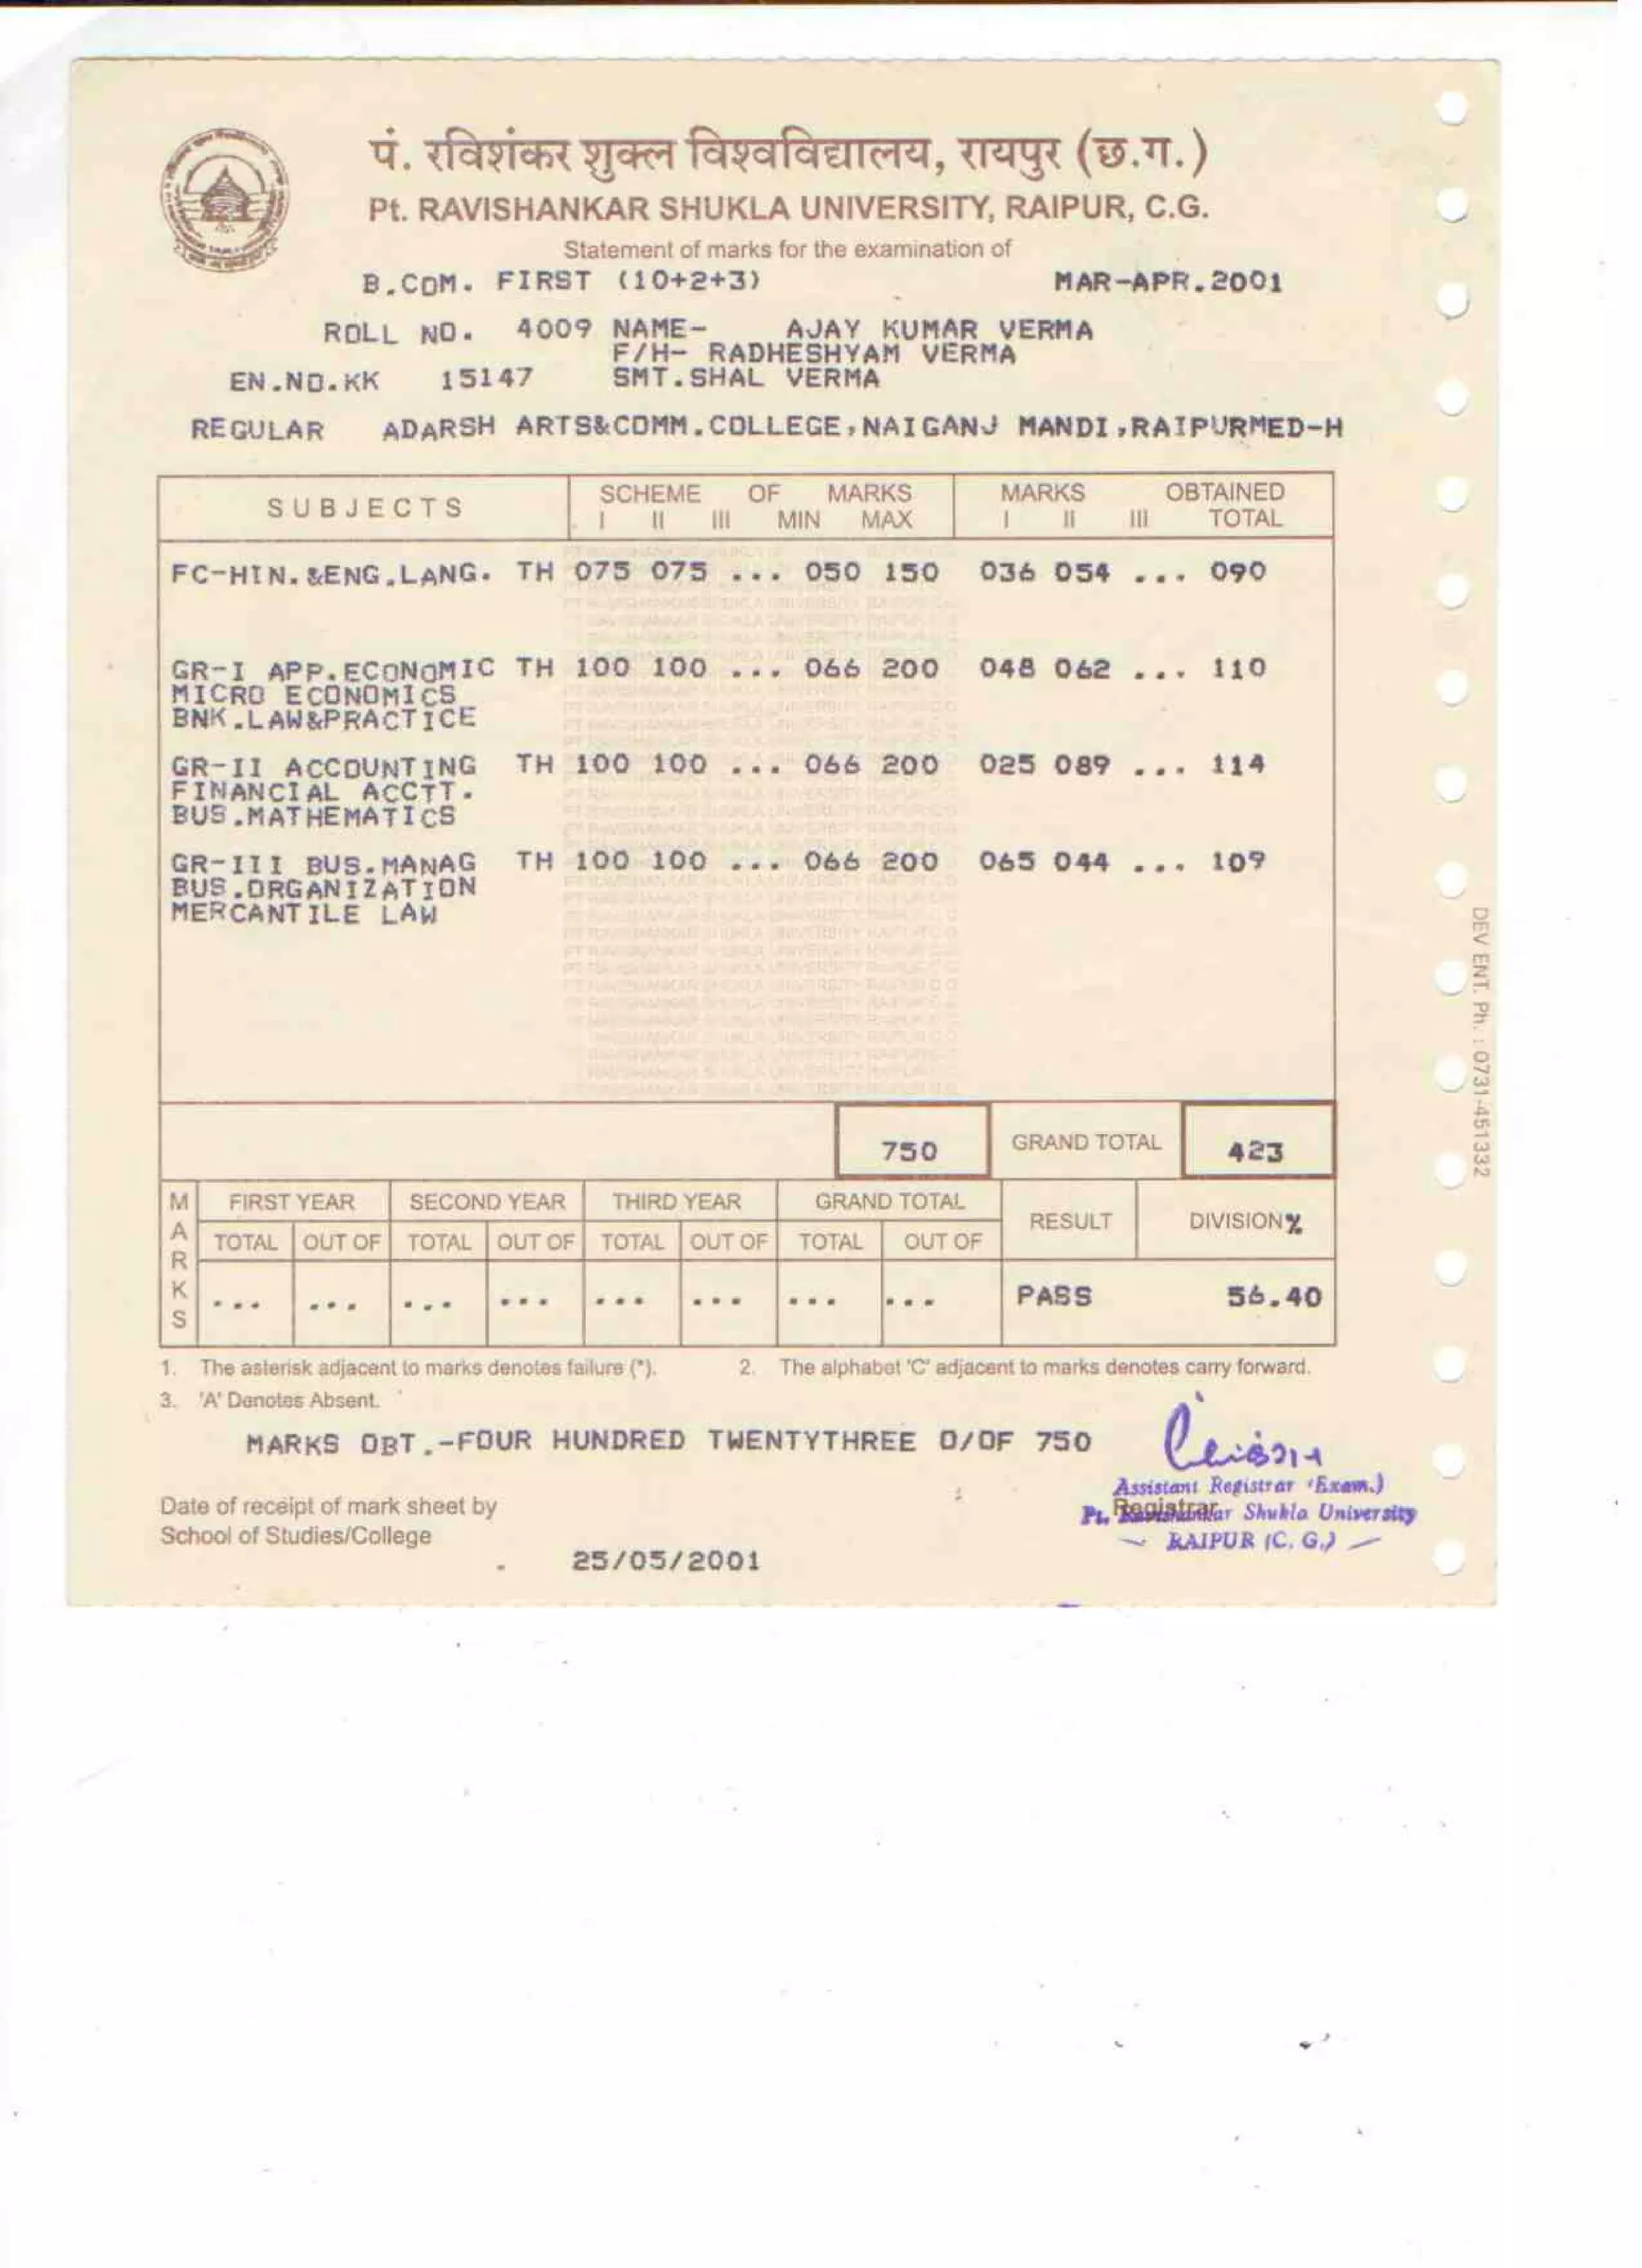 पं. रविशंकर शुक्ल विश्वविद्यालय, रायपुर (छ.ग.)
Pt. RAVISHANKAR SHUKLA UNIVERSITY, RAIPUR, C.G.
Statement of marks for the examination of
B.COM. FIRST (10+2+3) MAR-APR.2001
ROLL NO. 4009 NAME- AJAY KUMAR VERMA
F/H- RADHESHYAM VERMA
EN.NO.KK 15147 SMT.SHAL VERMA
REGULAR ADARSH ARTS&COMM.COLLEGE,NAIGANJ MANDI,RAIPURMED-H
SUBJECTS SCHEME OF MARKS MARKS OBTAINED
I II III MIN MAX I II III TOTAL
FC-HIN.&ENG.LANG. TH 075 075 ... 050 150 036 054 ... 090
GR-I APP.ECONOMIC TH 100 100 ... 066 200 048 062 ... 110
MICRO ECONOMICS
BNK.LAW&PRACTICE
GR-II ACCOUNTING TH 100 100 ... 066 200 025 089 ... 114
FINANCIAL ACCTT.
BUS.MATHEMATICS
GR-III BUS.MANAG TH 100 100 ... 066 200 065 044 ... 109
BUS.ORGANIZATION
MERCANTILE LAW
750 GRAND TOTAL 423
MARKS FIRST YEAR SECOND YEAR THIRD YEAR GRAND TOTAL RESULT DIVISION%
TOTAL OUT OF TOTAL OUT OF TOTAL OUT OF TOTAL OUT OF
... ... ... ... ... ... ... ... PASS 56.40
1. The asterisk adjacent to marks denotes failure (*). 2. The alphabet 'C' adjacent to marks denotes carry forward.
3. 'A' Denotes Absent.
MARKS OBT.-FOUR HUNDRED TWENTYTHREE O/OF 750
Assistant Registrar (Exam.)
Registrar
Pt. Ravishankar Shukla University
RAIPUR (C. G.)
Date of receipt of mark sheet by
School of Studies/College
25/05/2001
DEV ENT. Ph. : 0731-451332